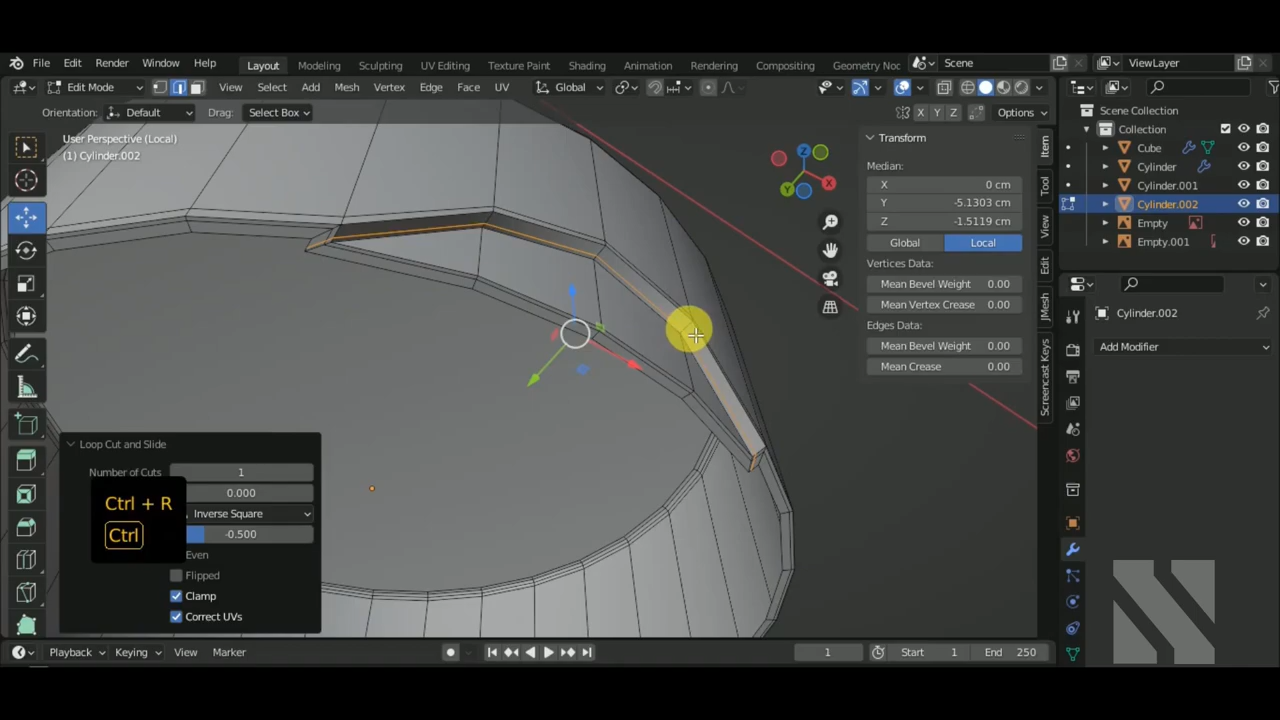 File Edit Render Window Help Layout Modeling Sculpting UV Editing Texture Paint Shading Animation Rendering Compositing Geometry Noc Scene ViewLayer
Edit Mode View Select Add Mesh Vertex Edge Face UV Global
Orientation: Default Drag: Select Box X Y Z Options
User Perspective (Local)
(1) Cylinder.002
Z
X
Y
Transform
Median:
X 0 cm
Y -5.1303 cm
Z -1.5119 cm
Global Local
Vertices Data:
Mean Bevel Weight 0.00
Mean Vertex Crease 0.00
Edges Data:
Mean Bevel Weight 0.00
Mean Crease 0.00
Item
Tool
View
Edit
JMesh
Screencast Keys
Scene Collection
Collection
Cube
Cylinder
Cylinder.001
Cylinder.002
Empty
Empty.001
Cylinder.002
Add Modifier
Loop Cut and Slide
Number of Cuts 1
0.000
Inverse Square
-0.500
Even
Flipped
Clamp
Correct UVs
Ctrl + R
Ctrl
Playback Keying View Marker 1 Start 1 End 250